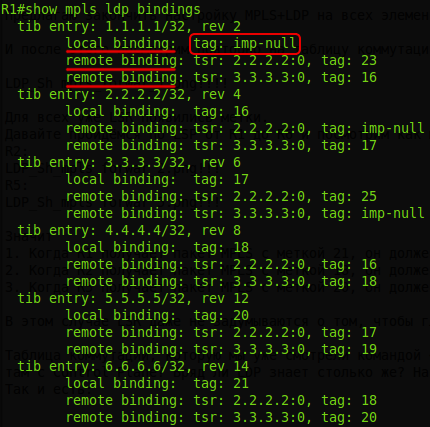 R1#show mpls ldp bindings
tib entry: 1.1.1.1/32, rev 2
local binding: tag: imp-null
remote binding: tsr: 2.2.2.2:0, tag: 23
remote binding: tsr: 3.3.3.3:0, tag: 16
tib entry: 2.2.2.2/32, rev 4
local binding: tag: 16
remote binding: tsr: 2.2.2.2:0, tag: imp-null
remote binding: tsr: 3.3.3.3:0, tag: 17
tib entry: 3.3.3.3/32, rev 6
local binding: tag: 17
remote binding: tsr: 2.2.2.2:0, tag: 25
remote binding: tsr: 3.3.3.3:0, tag: imp-null
tib entry: 4.4.4.4/32, rev 8
local binding: tag: 18
remote binding: tsr: 2.2.2.2:0, tag: 16
remote binding: tsr: 3.3.3.3:0, tag: 18
tib entry: 5.5.5.5/32, rev 12
local binding: tag: 20
remote binding: tsr: 2.2.2.2:0, tag: 17
remote binding: tsr: 3.3.3.3:0, tag: 19
tib entry: 6.6.6.6/32, rev 14
local binding: tag: 21
remote binding: tsr: 2.2.2.2:0, tag: 18
remote binding: tsr: 3.3.3.3:0, tag: 20